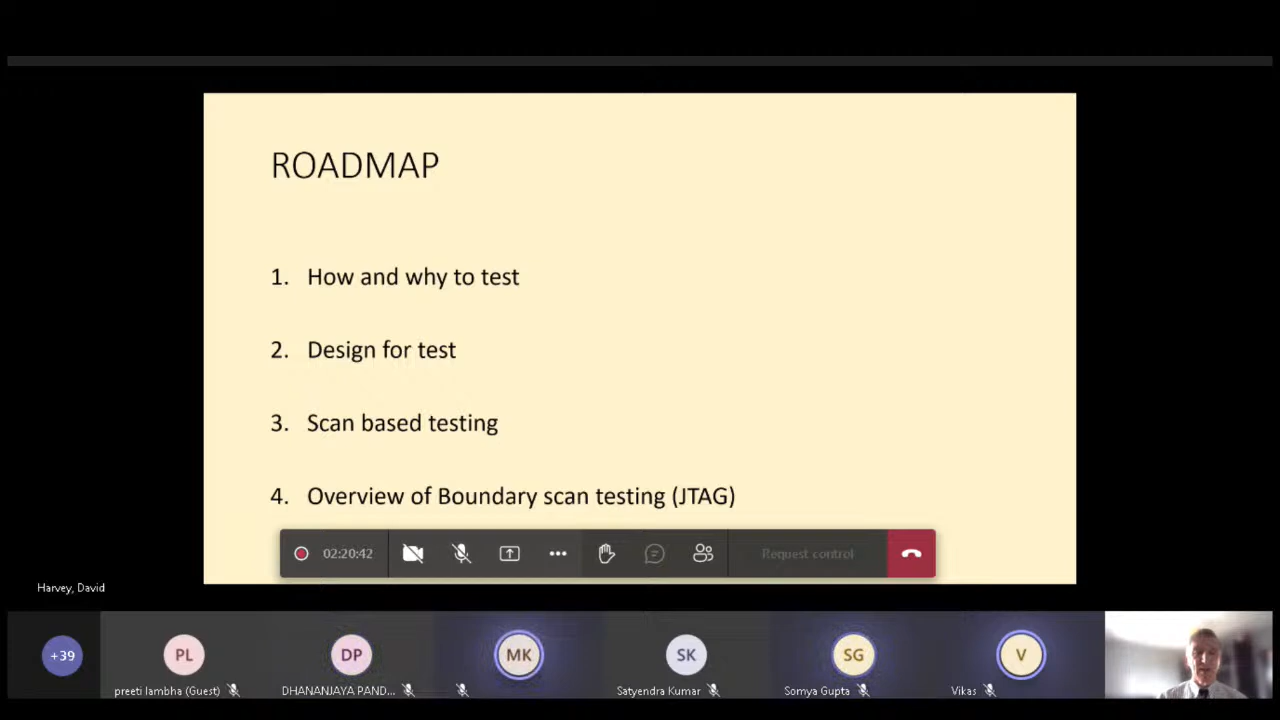 ROADMAP
1. How and why to test
2. Design for test
3. Scan based testing
4. Overview of Boundary scan testing (JTAG)
02:20:42
Request control
Harvey, David
+39
PL
DP
MK
SK
SG
V
preeti lambha (Guest)
DHANANJAYA PAND...
Satyendra Kumar
Somya Gupta
Vikas